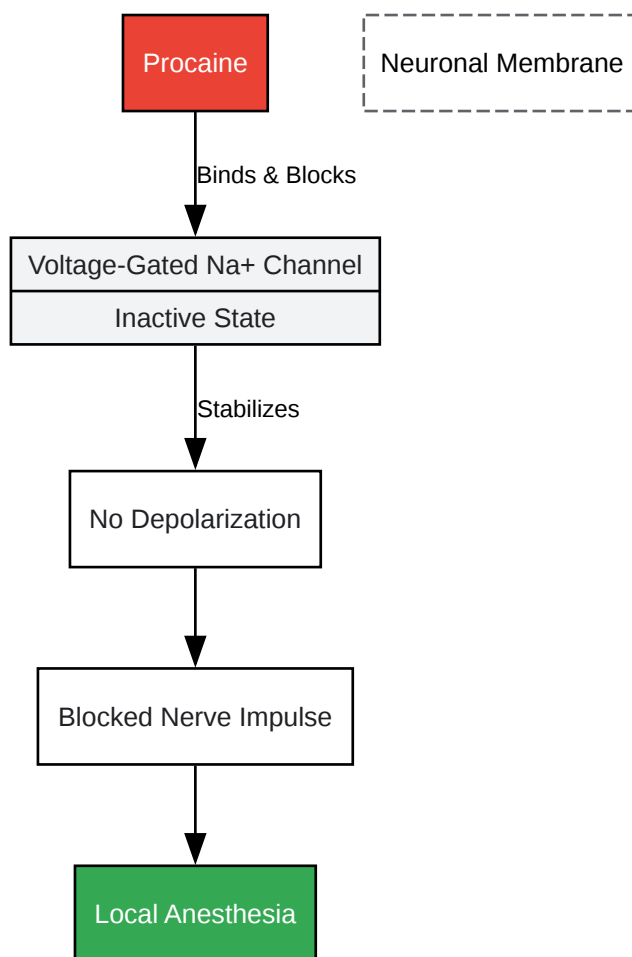 Procaine
Neuronal Membrane
Binds & Blocks
Voltage-Gated Na+ Channel
Inactive State
Stabilizes
No Depolarization
Blocked Nerve Impulse
Local Anesthesia